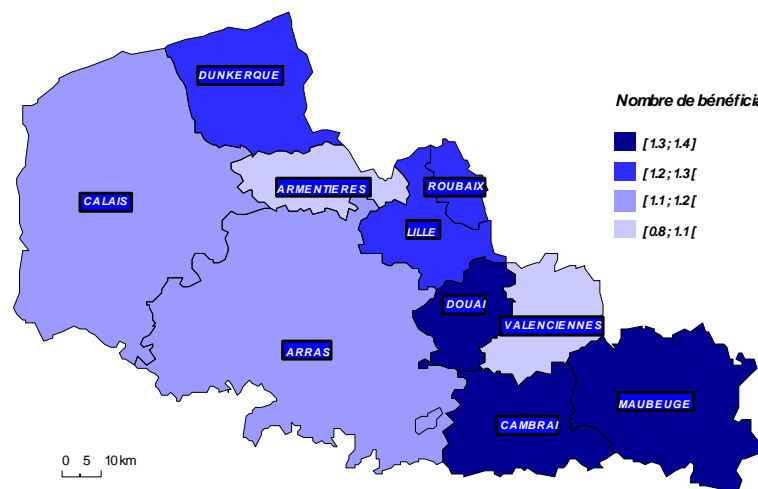 DUNKERQUE
Nombre de
[1.3 ; 1.4]
[1.2 ; 1.3[
[1.1 ; 1.2[
[0.8 ; 1.1[
ARMENTIERES
ROUBAIX
CALAIS
LILLE
DOUAI
VALENCIENNES
ARRAS
MAUBEUGE
CAMBRAI
0 5 10 km